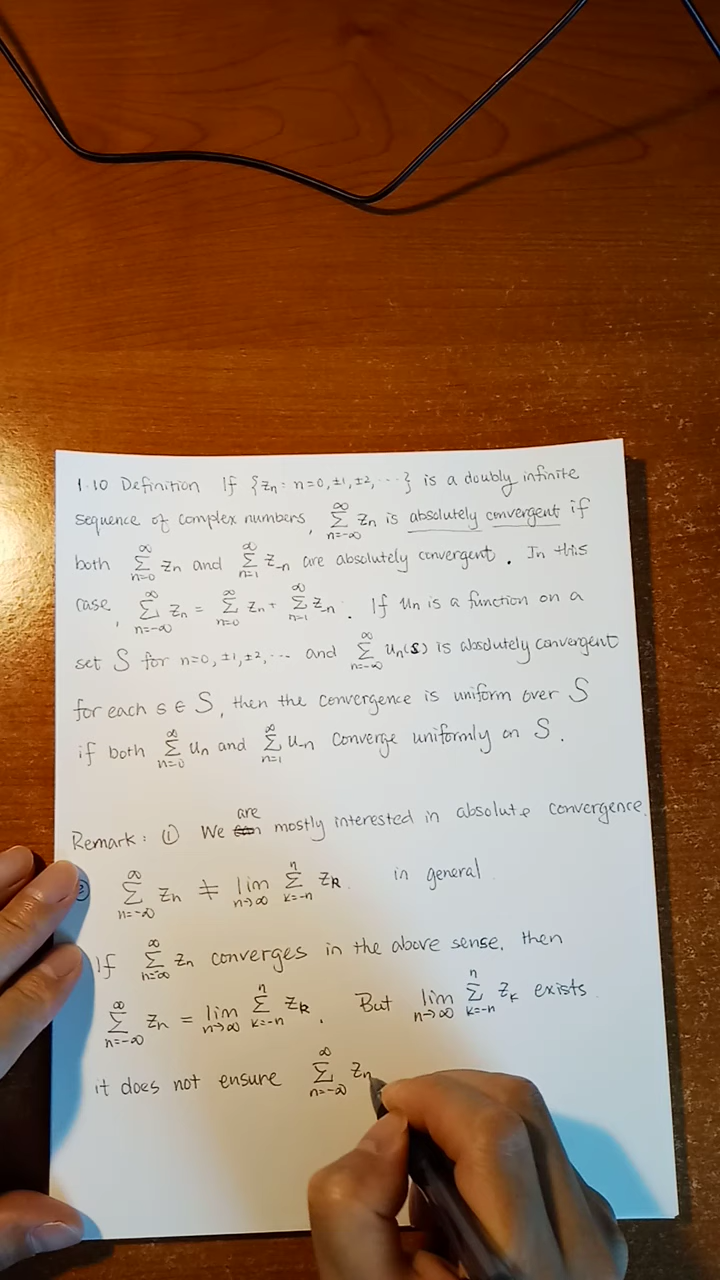 1.10 Definition If {zn : n=0, ±1, ±2, ...} is a doubly infinite
sequence of complex numbers, ∞∑n=-∞ zn is absolutely convergent if
both ∞∑n=0 zn and ∞∑n=1 z-n are absolutely convergent. In this
case, ∞∑n=-∞ zn = ∞∑n=0 zn + ∞∑n=1 z-n. If un is a function on a
set S for n=0, ±1, ±2, ... and ∞∑n=-∞ un(s) is absolutely convergent
for each s ∈ S, then the convergence is uniform over S
if both ∞∑n=0 un and ∞∑n=1 u-n converge uniformly on S.
Remark: ① We are mostly interested in absolute convergence.
② ∞∑n=-∞ zn ≠ lim n→∞ n∑k=-n zk. in general
If ∞∑n=-∞ zn converges in the above sense, then
∞∑n=-∞ zn = lim n→∞ n∑k=-n zk. But lim n→∞ n∑k=-n zk exists
it does not ensure ∞∑n=-∞ zn